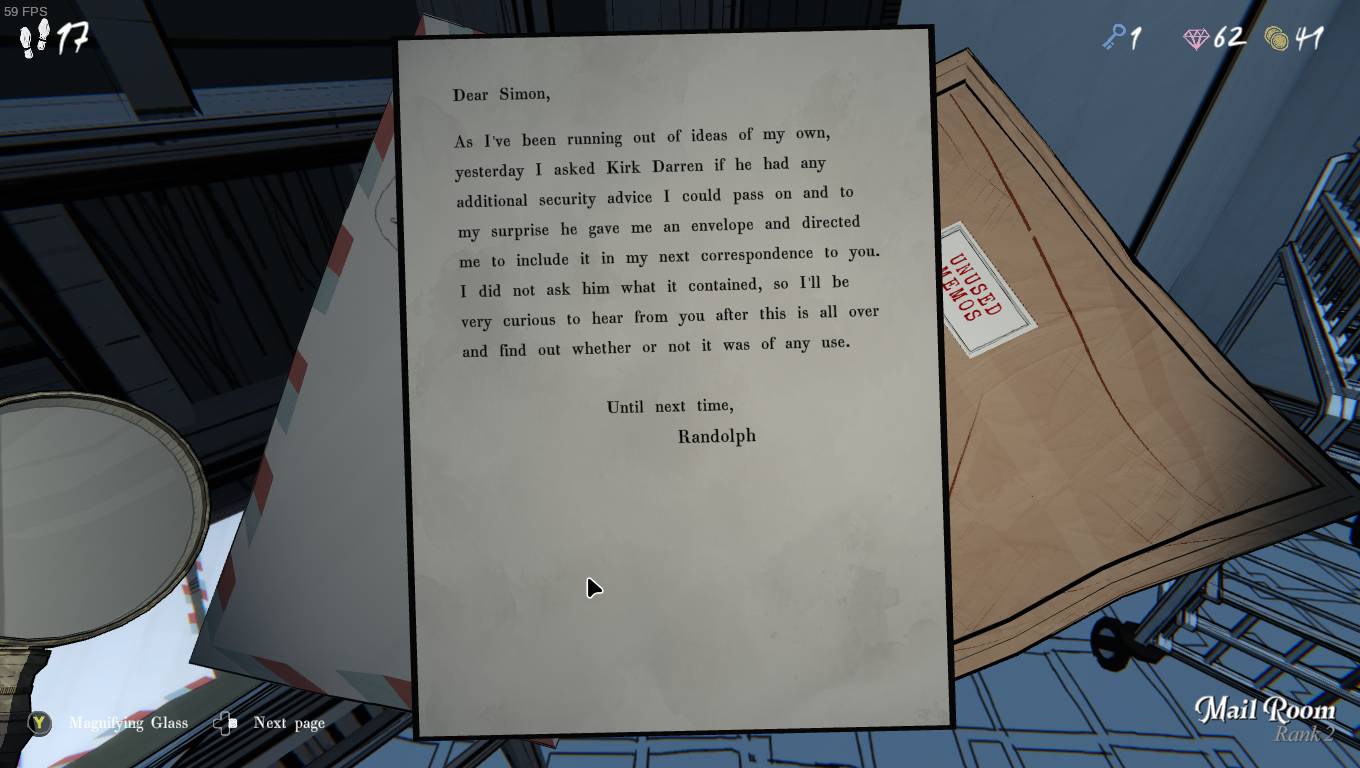 59 FPS
17
1
62
41
Dear Simon,
As I've been running out of ideas of my own,
yesterday I asked Kirk Darren if he had any
additional security advice I could pass on and to
my surprise he gave me an envelope and directed
me to include it in my next correspondence to you.
I did not ask him what it contained, so I'll be
very curious to hear from you after this is all over
and find out whether or not it was of any use.
Until next time,
Randolph
UNUSED
MEMOS
Y Magnifying Glass
Next page
Mail Room
Rank 2